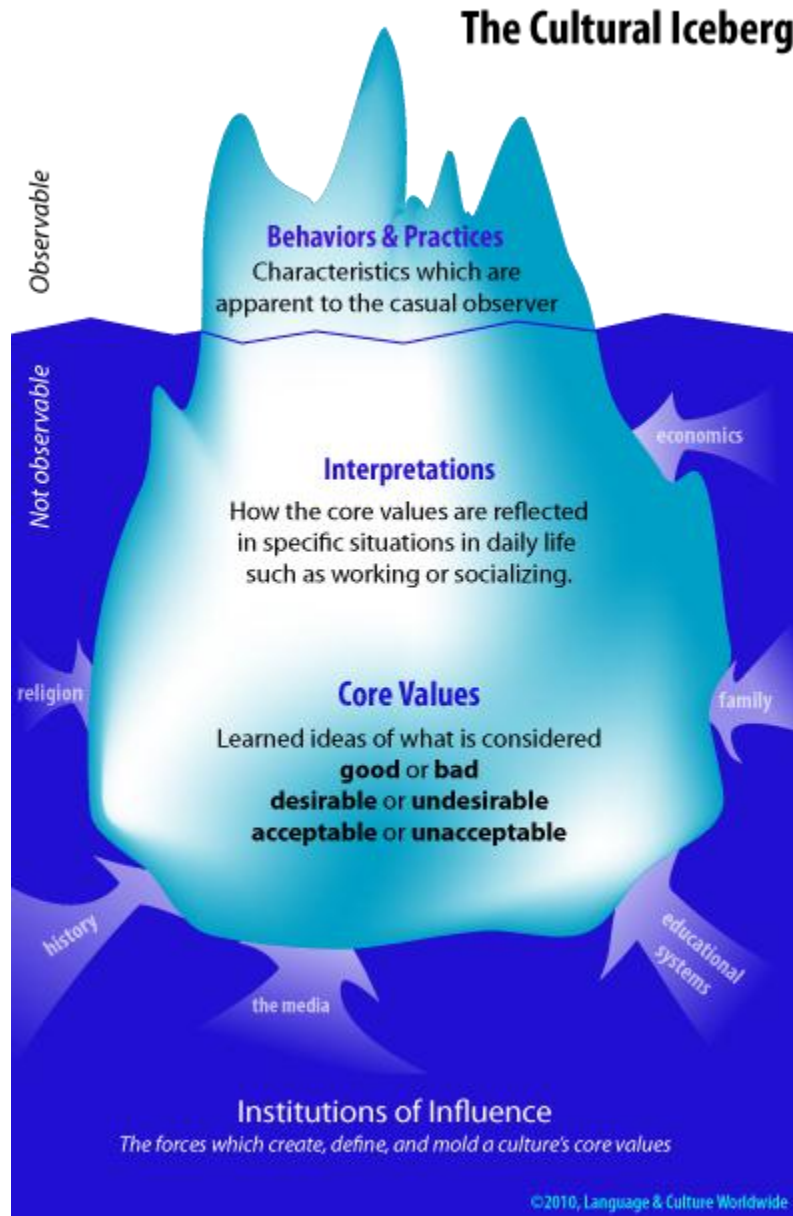 The Cultural Iceberg
Observable
Behaviors & Practices
Characteristics which are
apparent to the casual observer
Not observable
economics
Interpretations
How the core values are reflected
in specific situations in daily life
such as working or socializing.
religion
Core Values
family
Learned ideas of what is considered
good or bad
desirable or undesirable
acceptable or unacceptable
history
educational
systems
the media
Institutions of Influence
The forces which create, define, and mold a culture's core values
©2010, Language & Culture Worldwide